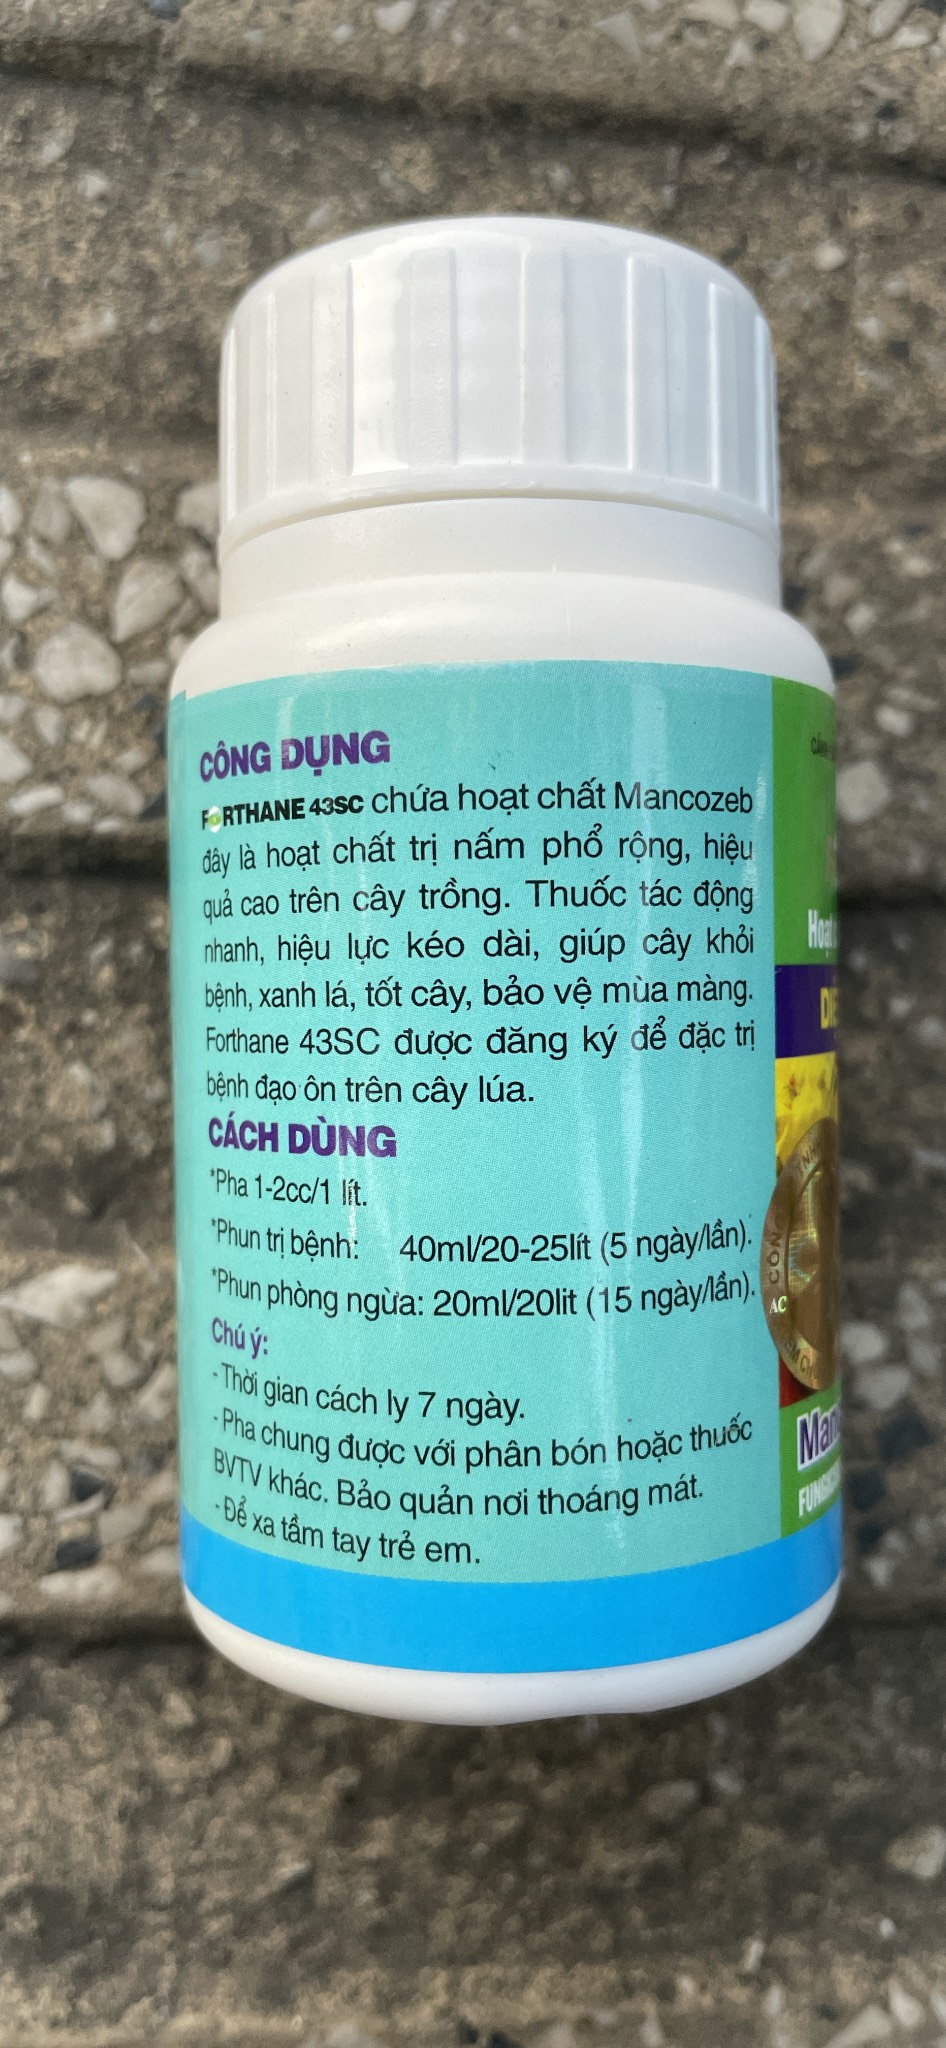 CÔNG DỤNG
FORTHANE 43SC chứa hoạt chất Mancozeb
đây là hoạt chất trị nấm phổ rộng, hiệu
quả cao trên cây trồng. Thuốc tác động
nhanh, hiệu lực kéo dài, giúp cây khỏi
bệnh, xanh lá, tốt cây, bảo vệ mùa màng.
Forthane 43SC được đăng ký để đặc trị
bệnh đạo ôn trên cây lúa.
CÁCH DÙNG
*Pha 1-2cc/1 lít.
*Phun trị bệnh: 40ml/20-25lít (5 ngày/lần).
*Phun phòng ngừa: 20ml/20lit (15 ngày/lần).
Chú ý:
- Thời gian cách ly 7 ngày.
- Pha chung được với phân bón hoặc thuốc
BVTV khác. Bảo quản nơi thoáng mát.
- Để xa tầm tay trẻ em.
AC